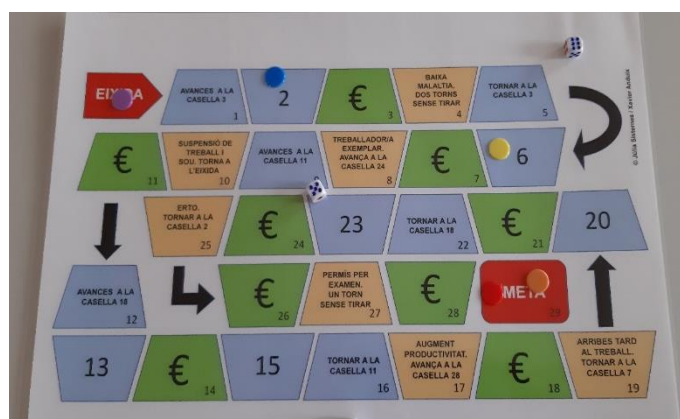 EIXIDA
AVANCES A LA
CASELLA 3
1
2
€
3
BAIXA
MALALTIA.
DOS TORNS
SENSE TIRAR
4
TORNAR A LA
CASELLA 3
5
€
11
SUSPENSIÓ DE
TREBALL I
SOU. TORNA A
L'EIXIDA
10
AVANCES A LA
CASELLA 11
TREBALLADOR/A
EXEMPLAR.
AVANÇA A LA
CASELLA 24
8
€
7
6
ERTO.
TORNAR A LA
CASELLA 2
25
€
24
23
TORNAR A LA
CASELLA 18
22
€
21
20
AVANCES A LA
CASELLA 18
12
€
26
PERMÍS PER
EXAMEN.
UN TORN
SENSE TIRAR
27
€
28
META
29
13
€
14
15
TORNAR A LA
CASELLA 11
16
AUGMENT
PRODUCTIVITAT.
AVANÇA A LA
CASELLA 28
17
€
18
ARRIBES TARD
AL TREBALL.
TORNAR A LA
CASELLA 7
19